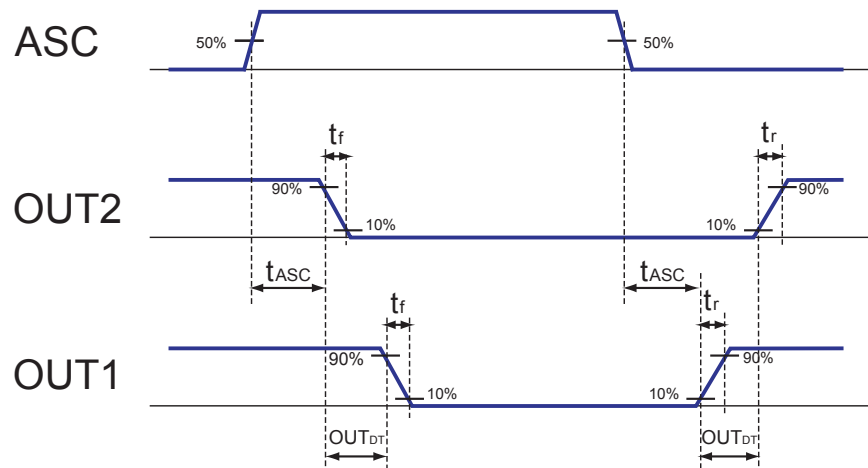 ASC
50%
50%
tf
tr
OUT2
90%
10%
10%
90%
tASC
tASC
tf
tr
OUT1
90%
10%
10%
90%
OUTDT
OUTDT